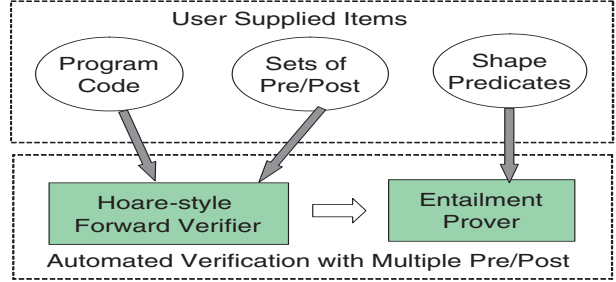 User Supplied Items
Program
Code
Sets of
Pre/Post
Shape
Predicates
Hoare-style
Forward Verifier
Entailment
Prover
Automated Verification with Multiple Pre/Post